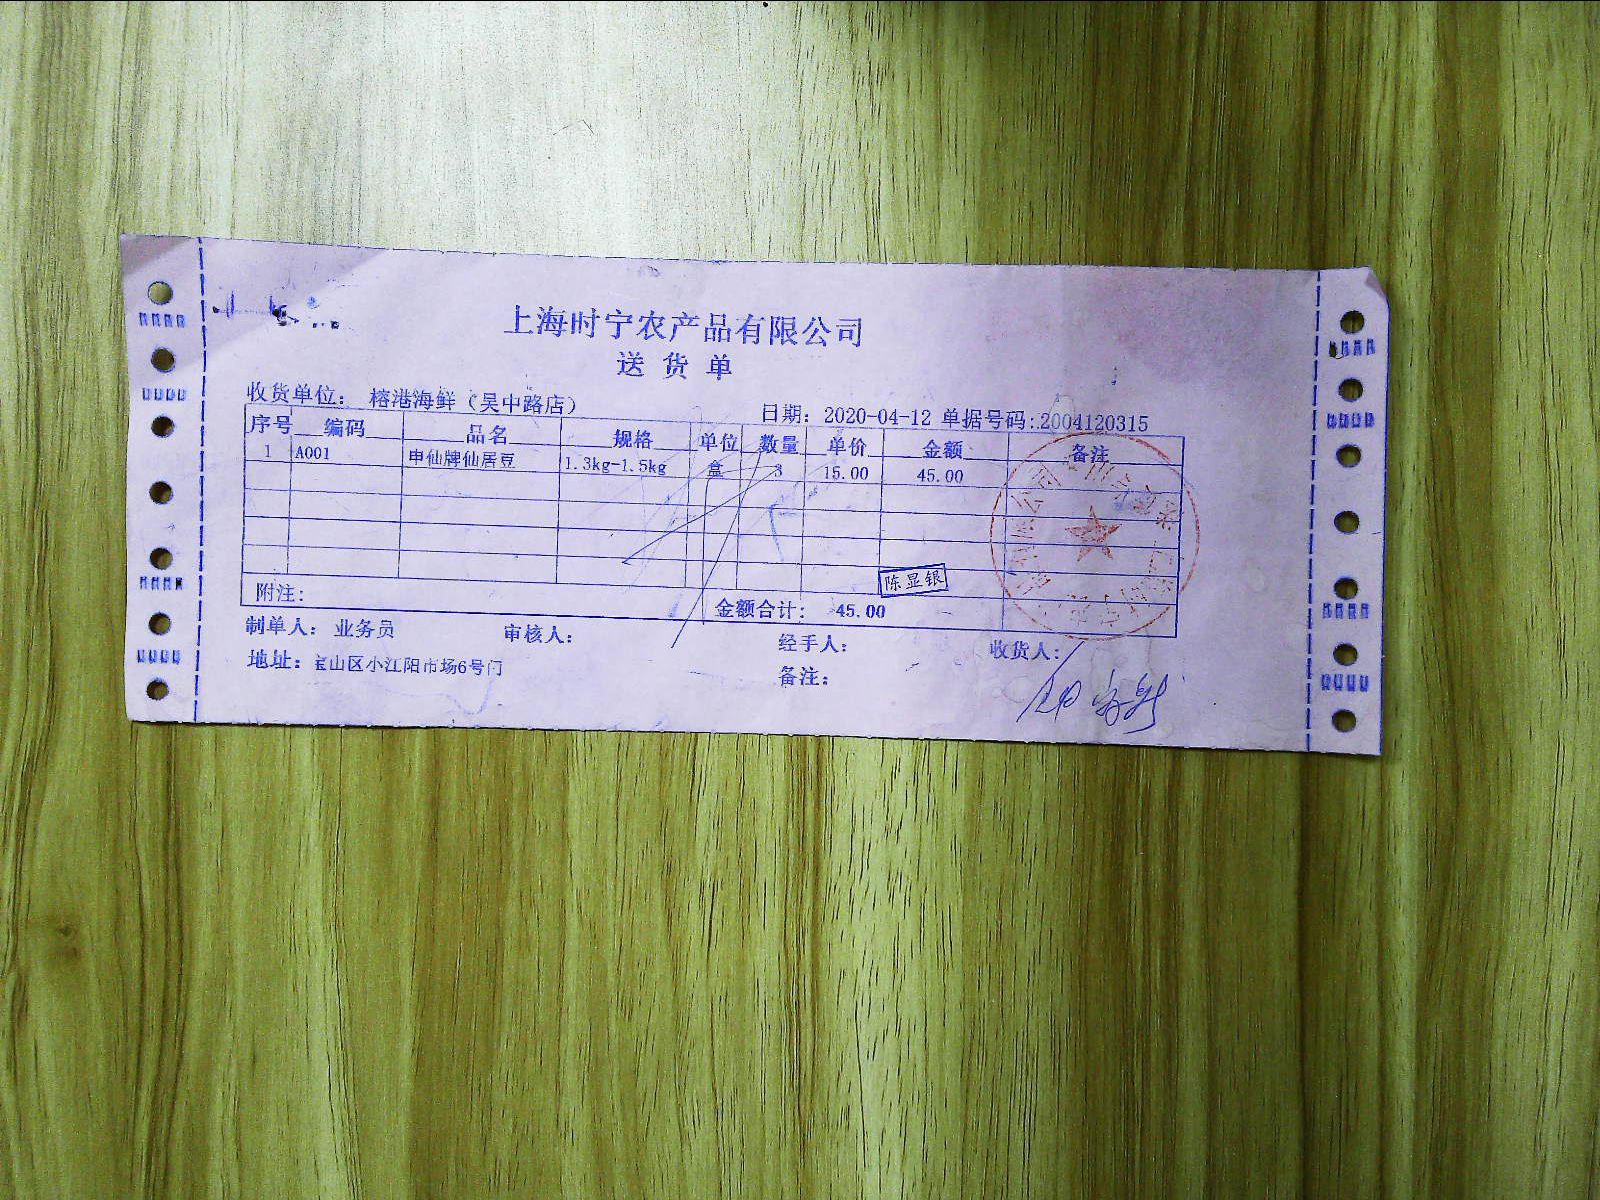 上海时宁农产品有限公司
送货单
收货单位： 榕港海鲜（吴中路店） 日期: 2020-04-12 单据号码:2004120315
序号 编码 品名 规格 单位 数量 单价 金额 备注
1 A001 申仙牌仙居豆 1.3kg-1.5kg 盒 3 15.00 45.00
陈显银
附注: 金额合计: 45.00
制单人: 业务员 审核人: 经手人: 收货人:
地址: 宝山区小江阳市场6号门 备注: